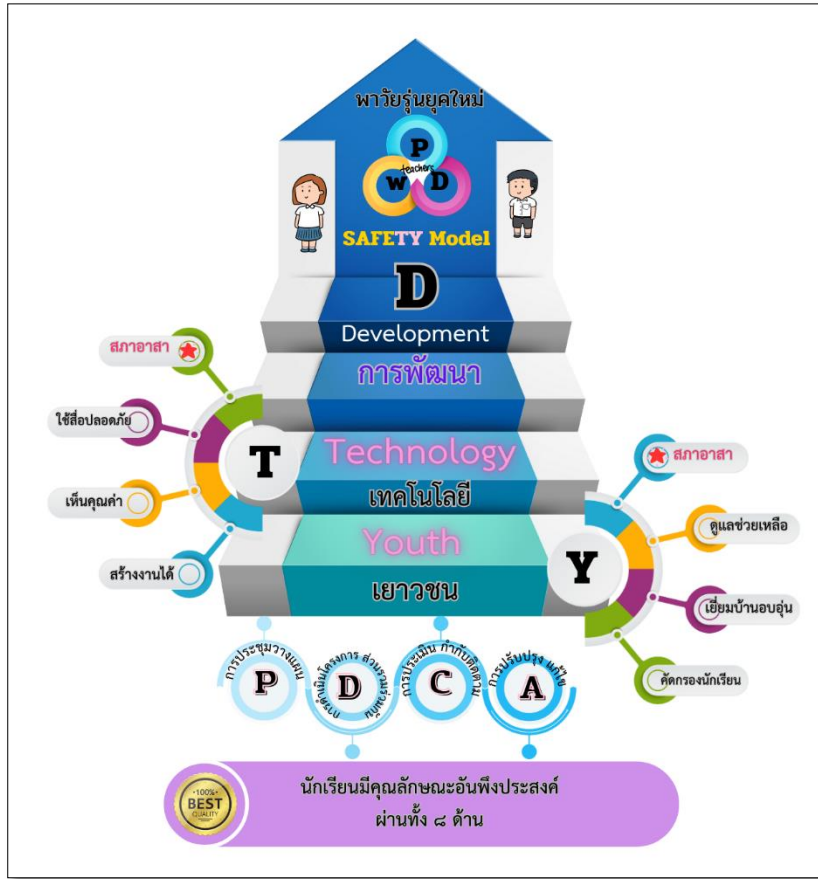 พาวัยรุ่นยุคใหม่
P
teachers
W D
SAFETY Model
D
Development
การพัฒนา
Technology
เทคโนโลยี
Youth
เยาวชน
T
สภาอาสา
ใช้สื่อปลอดภัย
เห็นคุณค่า
สร้างงานได้
Y
สภาอาสา
ดูแลช่วยเหลือ
เยี่ยมบ้านอบอุ่น
คัดกรองนักเรียน
การประชุมวางแผน
P
การดำเนินโครงการ ส่วนรวมร่วมกัน
D
การประเมิน กำกับติดตาม
C
การปรับปรุง แก้ไข
A
100%
BEST
QUALITY
นักเรียนมีคุณลักษณะอันพึงประสงค์
ผ่านทั้ง ๘ ด้าน